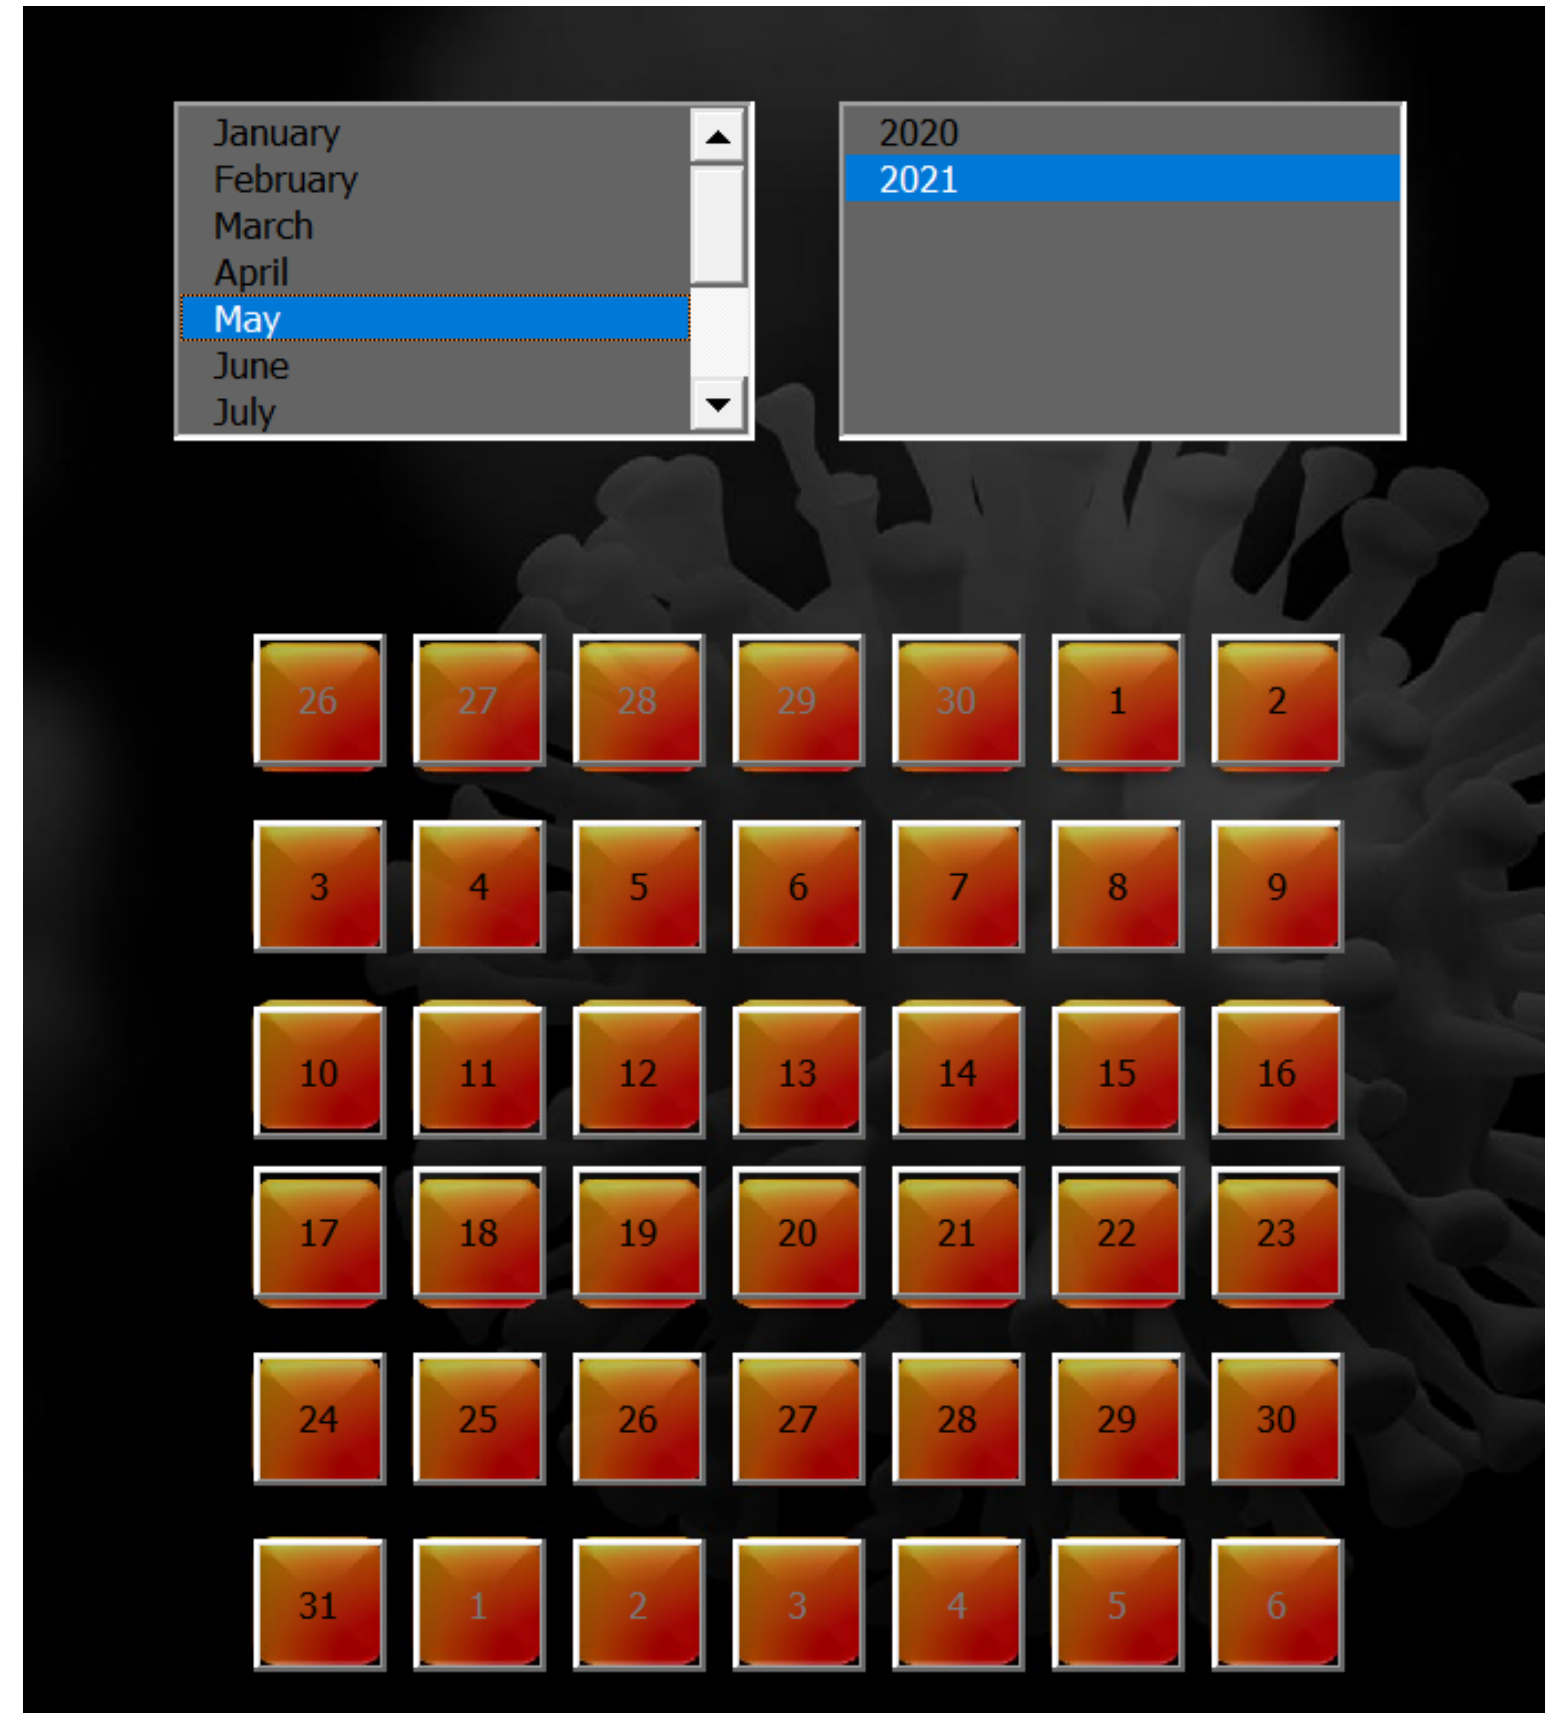 January
February
March
April
May
June
July
2020
2021
26 27 28 29 30 1 2
3 4 5 6 7 8 9
10 11 12 13 14 15 16
17 18 19 20 21 22 23
24 25 26 27 28 29 30
31 1 2 3 4 5 6